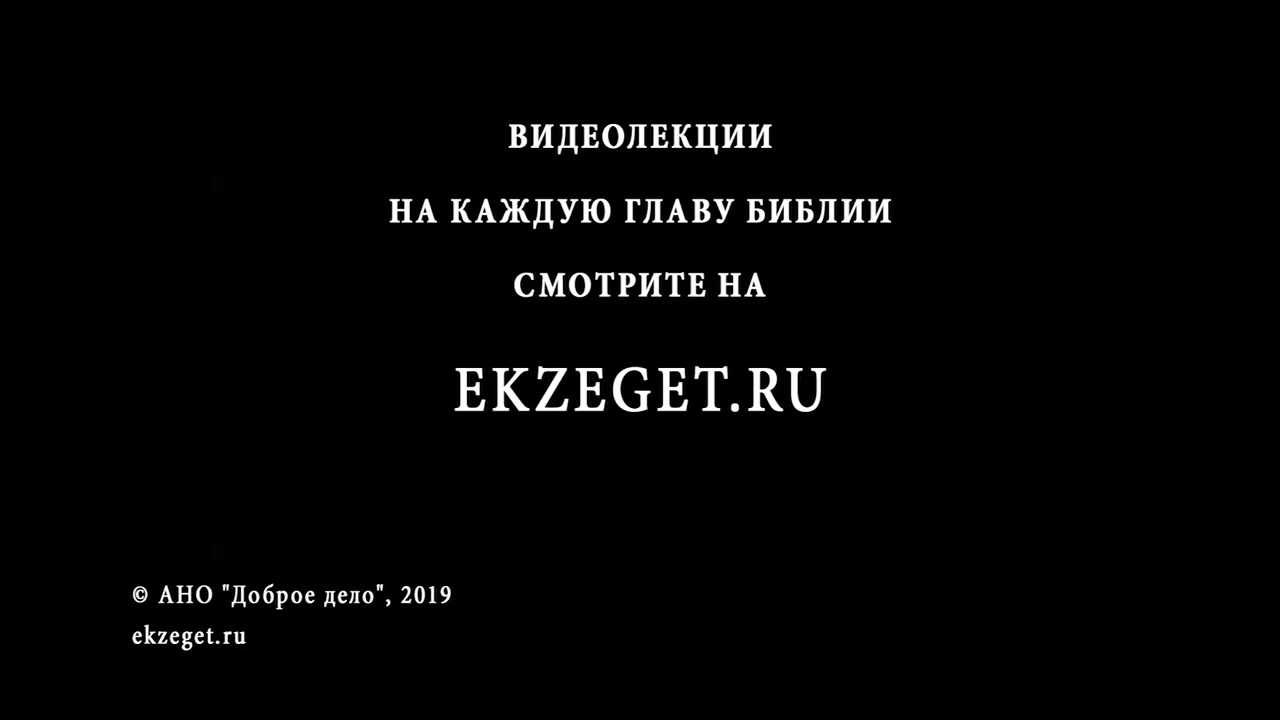 ВИДЕОЛЕКЦИИ
НА КАЖДУЮ ГЛАВУ БИБЛИИ
СМОТРИТЕ НА
EKZEGET.RU
© АНО "Доброе дело", 2019
ekzeget.ru